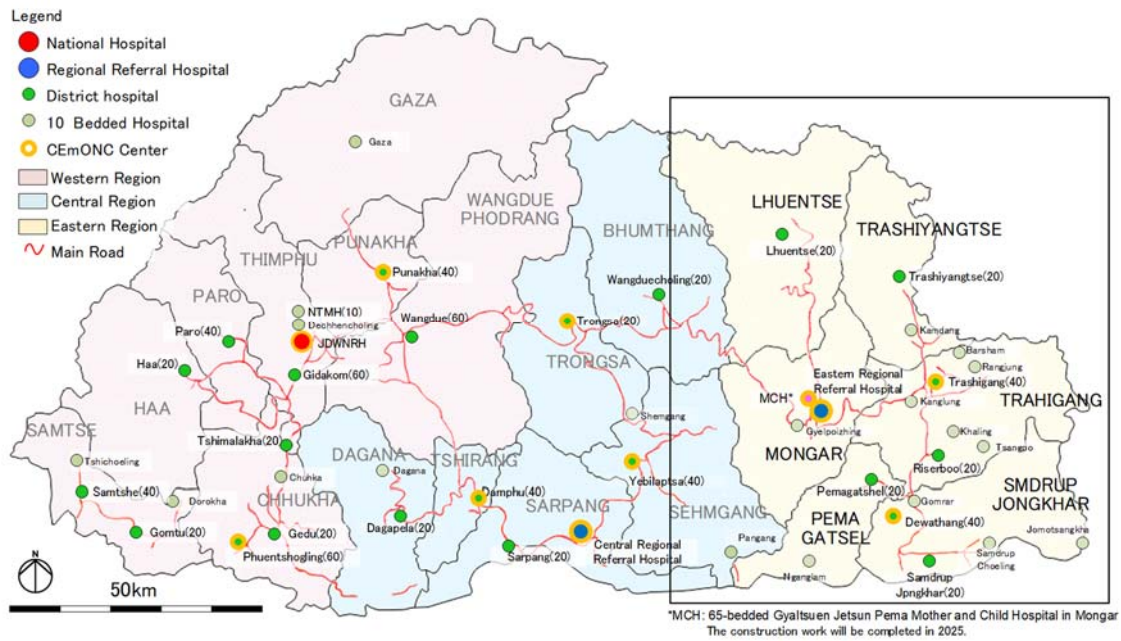 Legend
National Hospital
Regional Referral Hospital
District hospital
10 Bedded Hospital
CEmONC Center
Western Region
Central Region
Eastern Region
Main Road
GAZA
Gaza
WANGDUE
PHODRANG
PUNAKHA
Punakha(40)
THIMPHU
NTMH(10)
Dechhencholing
JDWNRH
Wangdue(60)
PARO
Paro(40)
Haa(20)
Gidakom(60)
HAA
SAMTSE
Tshichoeling
Samtshe(40)
Dorokha
Gomtu(20)
Tshimalakha(20)
Chuhka
CHHUKHA
Gedu(20)
Phuentshogling(60)
DAGANA
Dagana
Dagapela(20)
TSHIRANG
Damphu(40)
SARPANG
Sarpang(20)
Central Regional
Referral Hospital
BHUMTHANG
Wangduecholing(20)
Trongso(20)
TRONGSA
Shemgang
Yebilaptsa(40)
SEHMGANG
Pangang
LHUENTSE
Lhuentse(20)
TRASHIYANGTSE
Trashiyangtse(20)
Kamdang
Barsham
Rangjung
Trashigang(40)
TRAHIGANG
Kanglung
Eastern Regional
Referral Hospital
MCH*
Gyelpoizhing
MONGAR
Khaling
Tsangpo
Riserboo(20)
Pemagatshel(20)
Gomrar
SMDRUP
JONGKHAR
PEMA
GATSEL
Dewathang(40)
Jomotsangkha
Samdrup
Choeling
Nganglam
Samdrup
Jpngkhar(20)
N
50km
*MCH: 65-bedded Gyaltsuen Jetsun Pema Mother and Child Hospital in Mongar
The construction work will be completed in 2025.